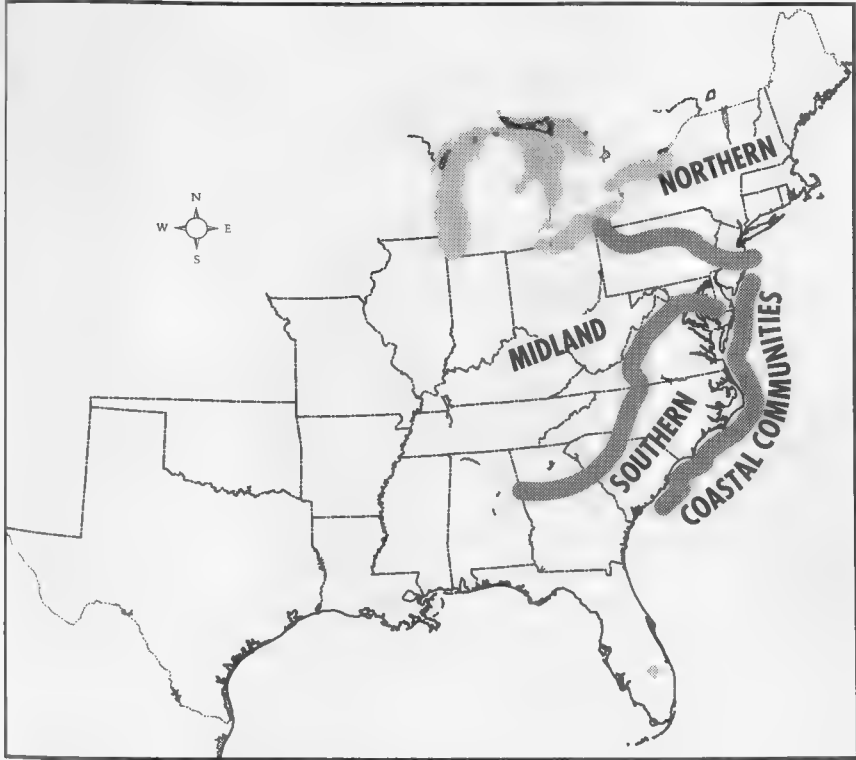 NORTHERN
N
W E
S
MIDLAND
SOUTHERN
COASTAL COMMUNITIES